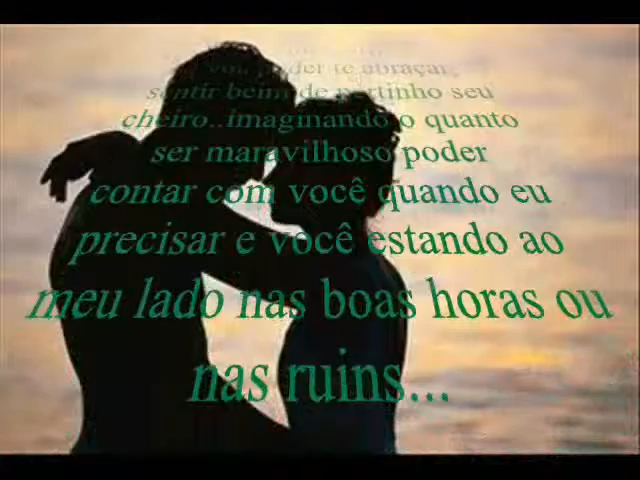 vou poder te abraçar,
sentir bem de pertinho seu
cheiro..imaginando o quanto
ser maravilhoso poder
contar com você quando eu
precisar e você estando ao
meu lado nas boas horas ou
nas ruins...